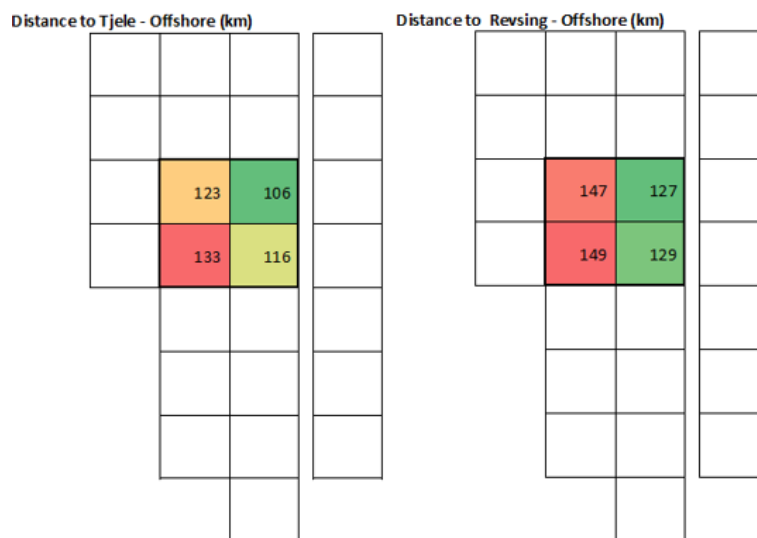 Distance to Tjele - Offshore (km)
Distance to Revsing - Offshore (km)
123 106
133 116
147 127
149 129